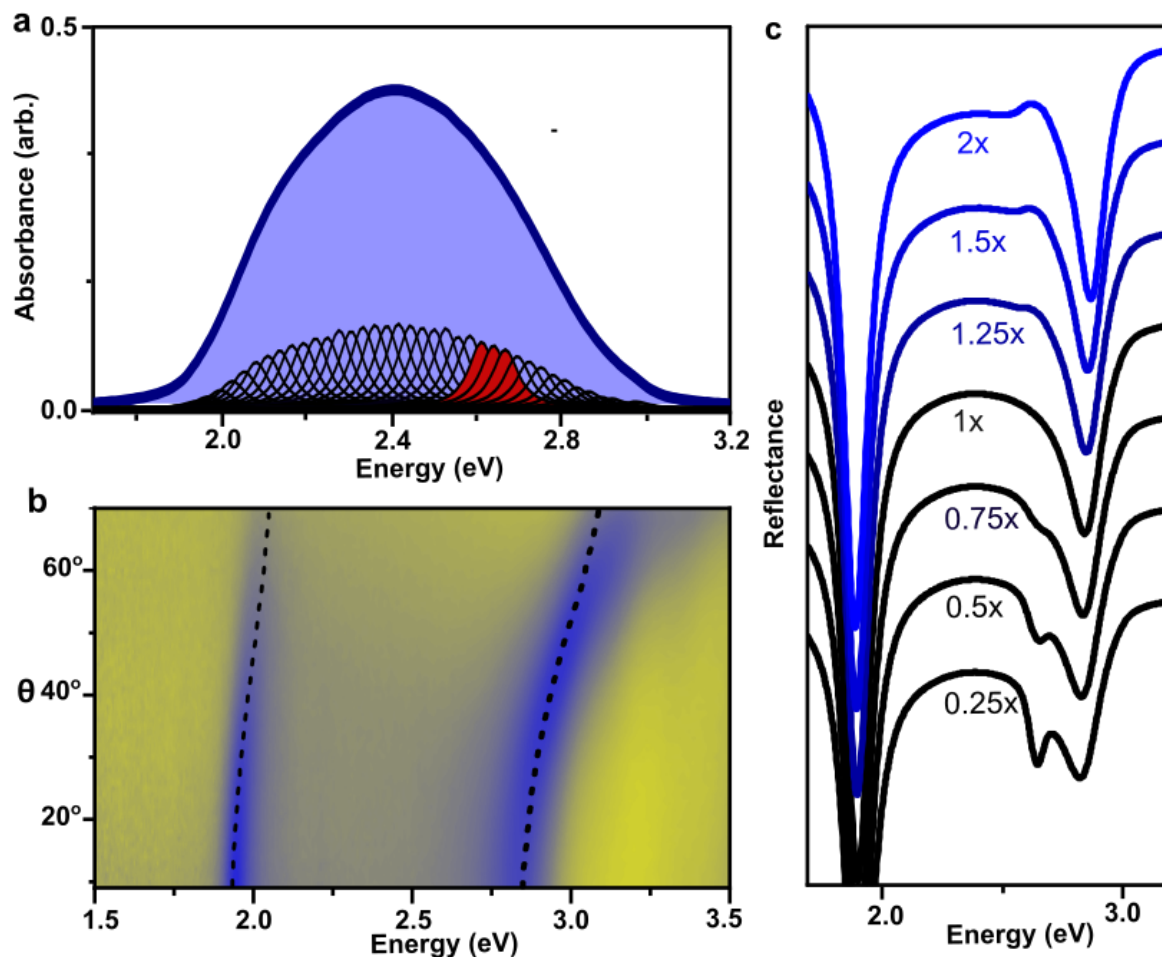 a
0.5
Absorbance (arb.)
0.0
2.0 2.4 2.8 3.2
Energy (eV)
b
60°
θ 40°
20°
1.5 2.0 2.5 3.0 3.5
Energy (eV)
c
2x
1.5x
1.25x
1x
0.75x
0.5x
0.25x
Reflectance
2.0 3.0
Energy (eV)